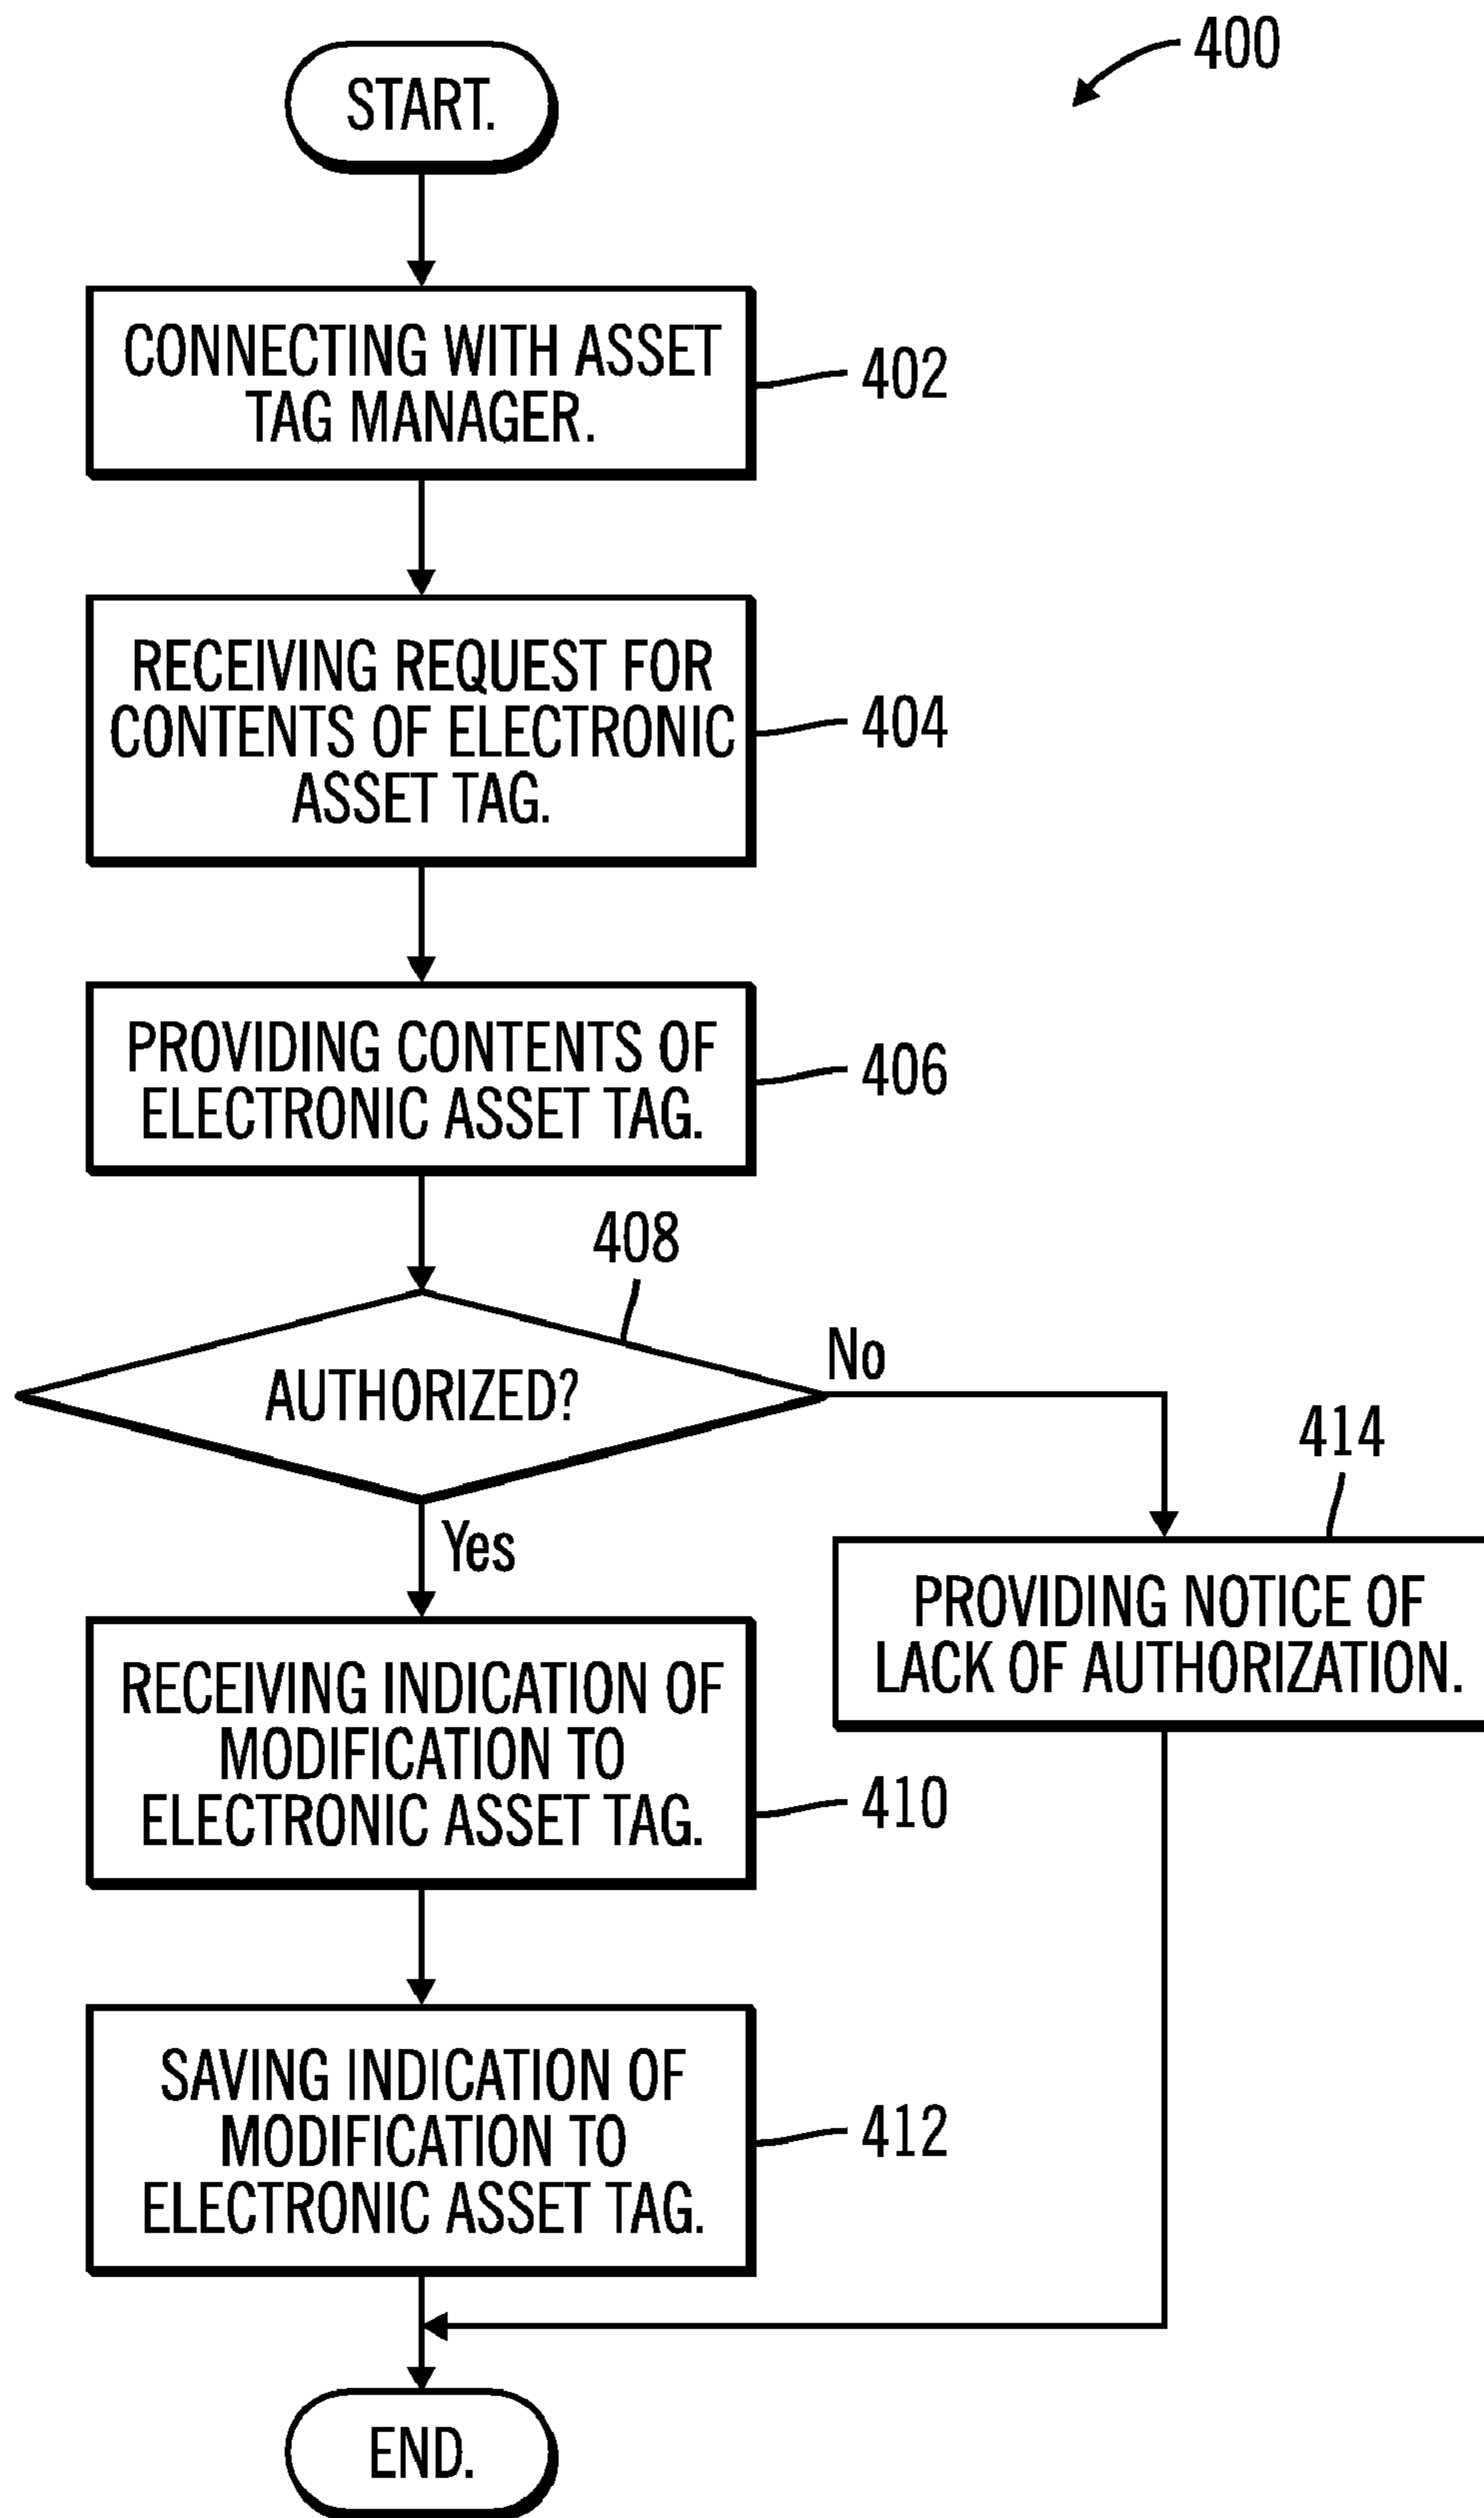 400
START.
CONNECTING WITH ASSET
TAG MANAGER.
402
RECEIVING REQUEST FOR
CONTENTS OF ELECTRONIC
ASSET TAG.
404
PROVIDING CONTENTS OF
ELECTRONIC ASSET TAG.
406
408
AUTHORIZED?
No
Yes
414
PROVIDING NOTICE OF
LACK OF AUTHORIZATION.
RECEIVING INDICATION OF
MODIFICATION TO
ELECTRONIC ASSET TAG.
410
SAVING INDICATION OF
MODIFICATION TO
ELECTRONIC ASSET TAG.
412
END.